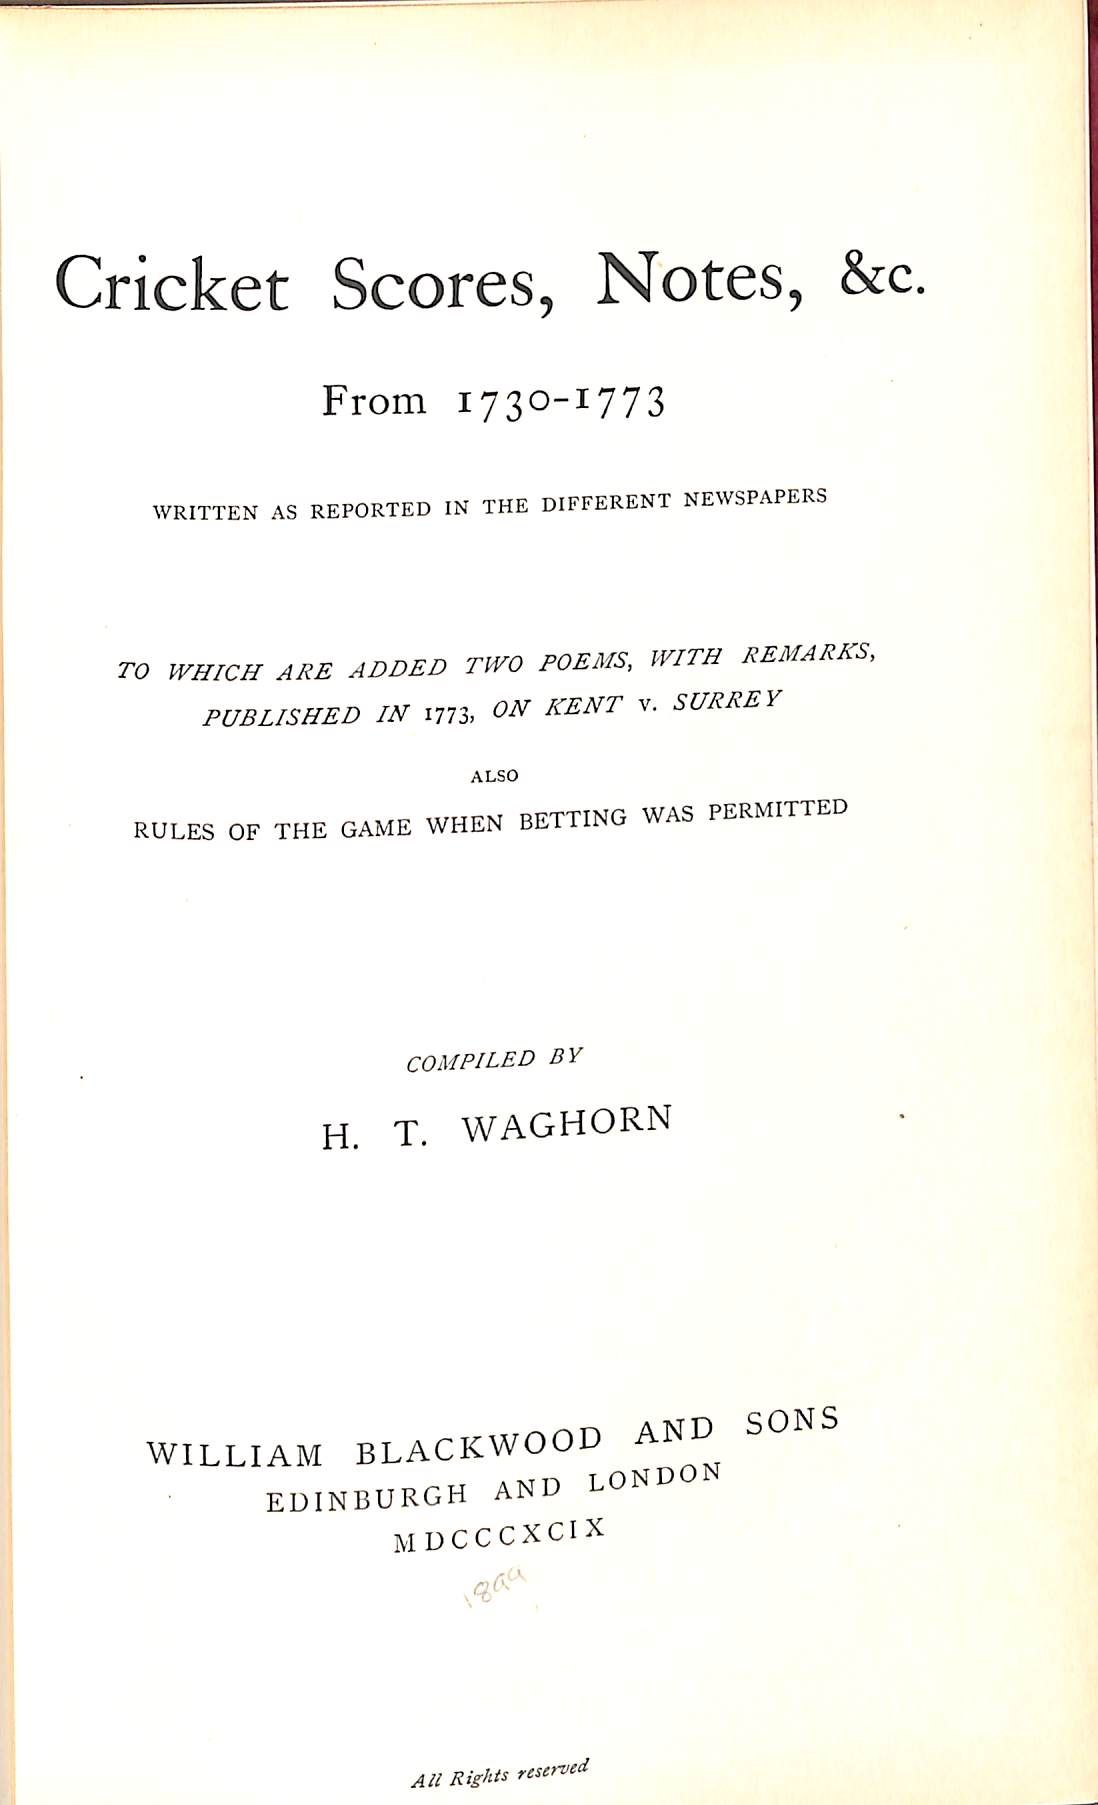 Cricket Scores, Notes, &c.
From 1730-1773
WRITTEN AS REPORTED IN THE DIFFERENT NEWSPAPERS
TO WHICH ARE ADDED TWO POEMS, WITH REMARKS,
PUBLISHED IN 1773, ON KENT v. SURREY
ALSO
RULES OF THE GAME WHEN BETTING WAS PERMITTED
COMPILED BY
H. T. WAGHORN
WILLIAM BLACKWOOD AND SONS
EDINBURGH AND LONDON
MDCCCXCIX
1899
All Rights reserved